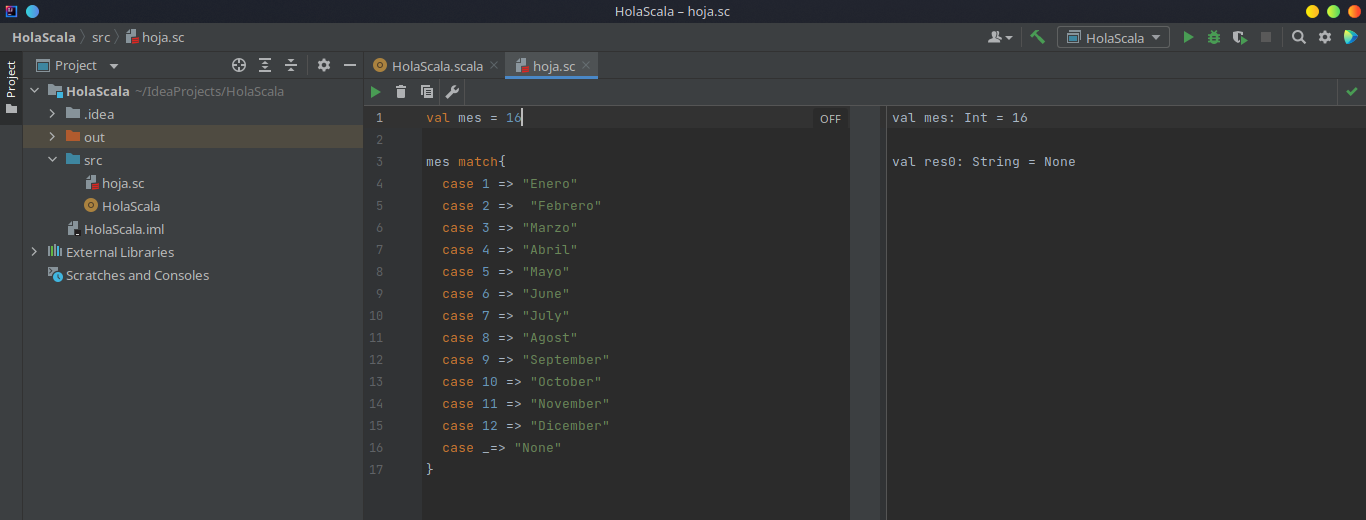 HolaScala – hoja.sc
HolaScala src hoja.sc
HolaScala
Project
Project
HolaScala.scala
hoja.sc
HolaScala ~/IdeaProjects/HolaScala
.idea
out
src
hoja.sc
HolaScala
HolaScala.iml
External Libraries
Scratches and Consoles
1 val mes = 16
OFF
2
3 mes match{
4 case 1 => "Enero"
5 case 2 =>  "Febrero"
6 case 3 => "Marzo"
7 case 4 => "Abril"
8 case 5 => "Mayo"
9 case 6 => "June"
10 case 7 => "July"
11 case 8 => "Agost"
12 case 9 => "September"
13 case 10 => "October"
14 case 11 => "November"
15 case 12 => "Dicember"
16 case _=> "None"
17 }
val mes: Int = 16
val res0: String = None